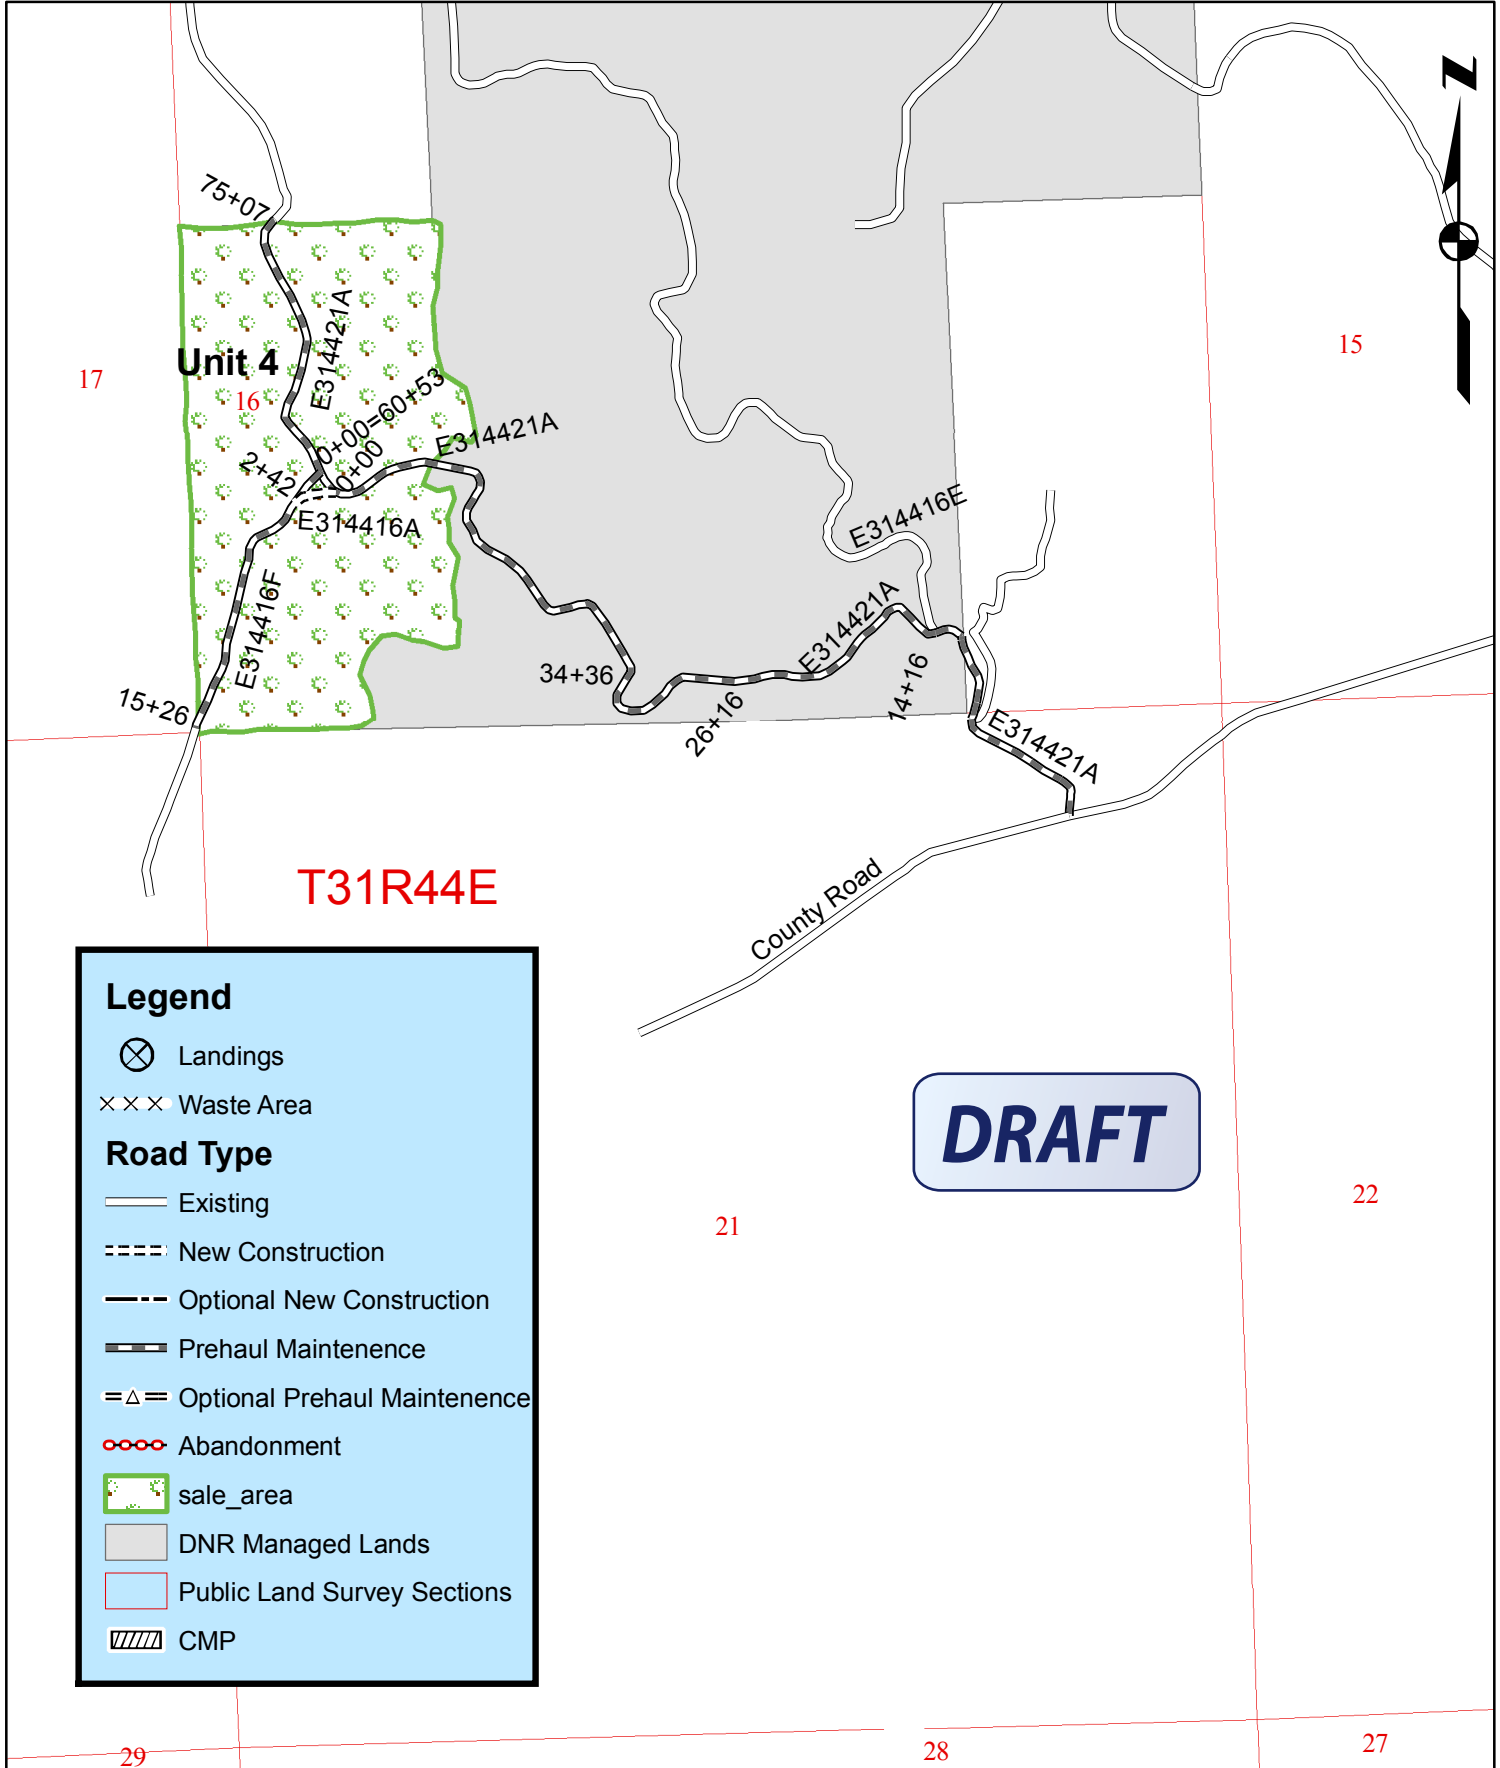 N
75+07
E314421A
15
Unit 4
17
16
0+00=60+53
0+00
E314421A
2+42
E314416A
E314416E
E314416F
E314421A
34+36
14+16
15+26
26+16
E314421A
T31R44E
County Road
Legend
Landings
Waste Area
Road Type
Existing
New Construction
Optional New Construction
Prehaul Maintenence
Optional Prehaul Maintenence
Abandonment
sale_area
DNR Managed Lands
Public Land Survey Sections
CMP
DRAFT
21
22
29
28
27